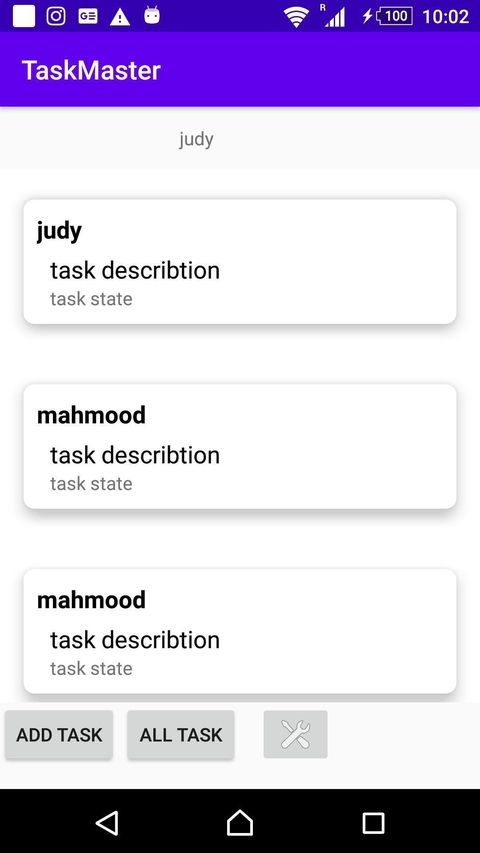 R
100
10:02
TaskMaster
judy
judy
task describtion
task state
mahmood
task describtion
task state
mahmood
task describtion
task state
ADD TASK
ALL TASK